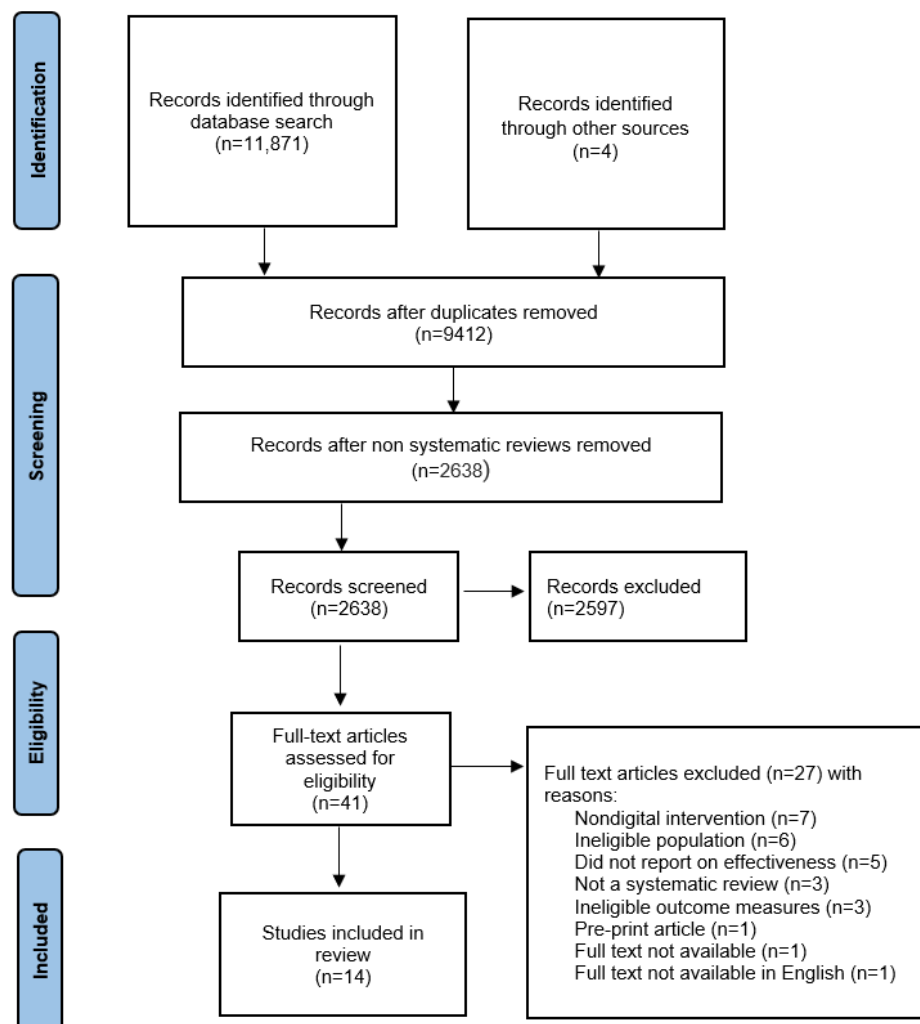 Identification
Records identified through
database search
(n=11,871)
Records identified
through other sources
(n=4)
Screening
Records after duplicates removed
(n=9412)
Records after non systematic reviews removed
(n=2638)
Records screened
(n=2638)
Records excluded
(n=2597)
Eligibility
Full-text articles
assessed for
eligibility
(n=41)
Full text articles excluded (n=27) with
reasons:
Nondigital intervention (n=7)
Ineligible population (n=6)
Did not report on effectiveness (n=5)
Not a systematic review (n=3)
Ineligible outcome measures (n=3)
Pre-print article (n=1)
Full text not available (n=1)
Full text not available in English (n=1)
Included
Studies included in
review
(n=14)